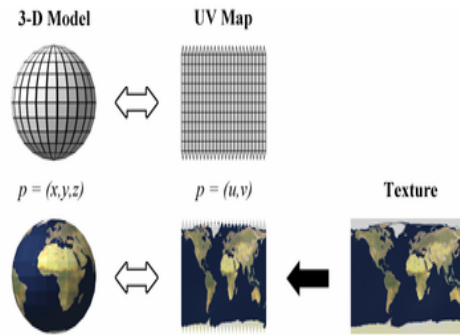 3-D Model
UV Map
p = (x,y,z)
p = (u,v)
Texture